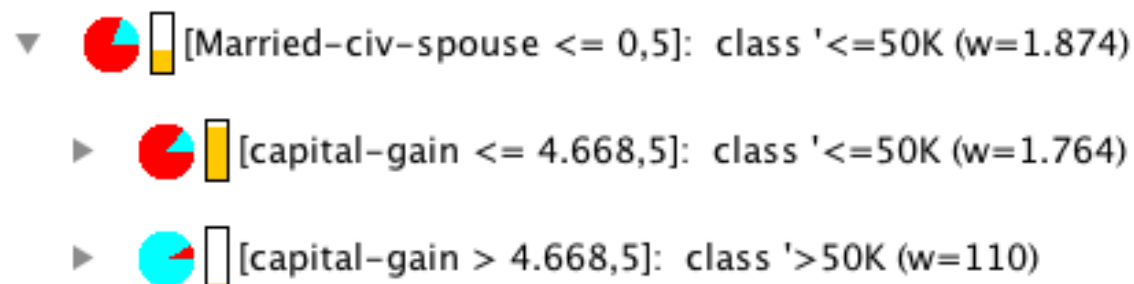 [Married-civ-spouse <= 0,5]: class '<=50K (w=1.874)
[capital-gain <= 4.668,5]: class '<=50K (w=1.764)
[capital-gain > 4.668,5]: class '>50K (w=110)